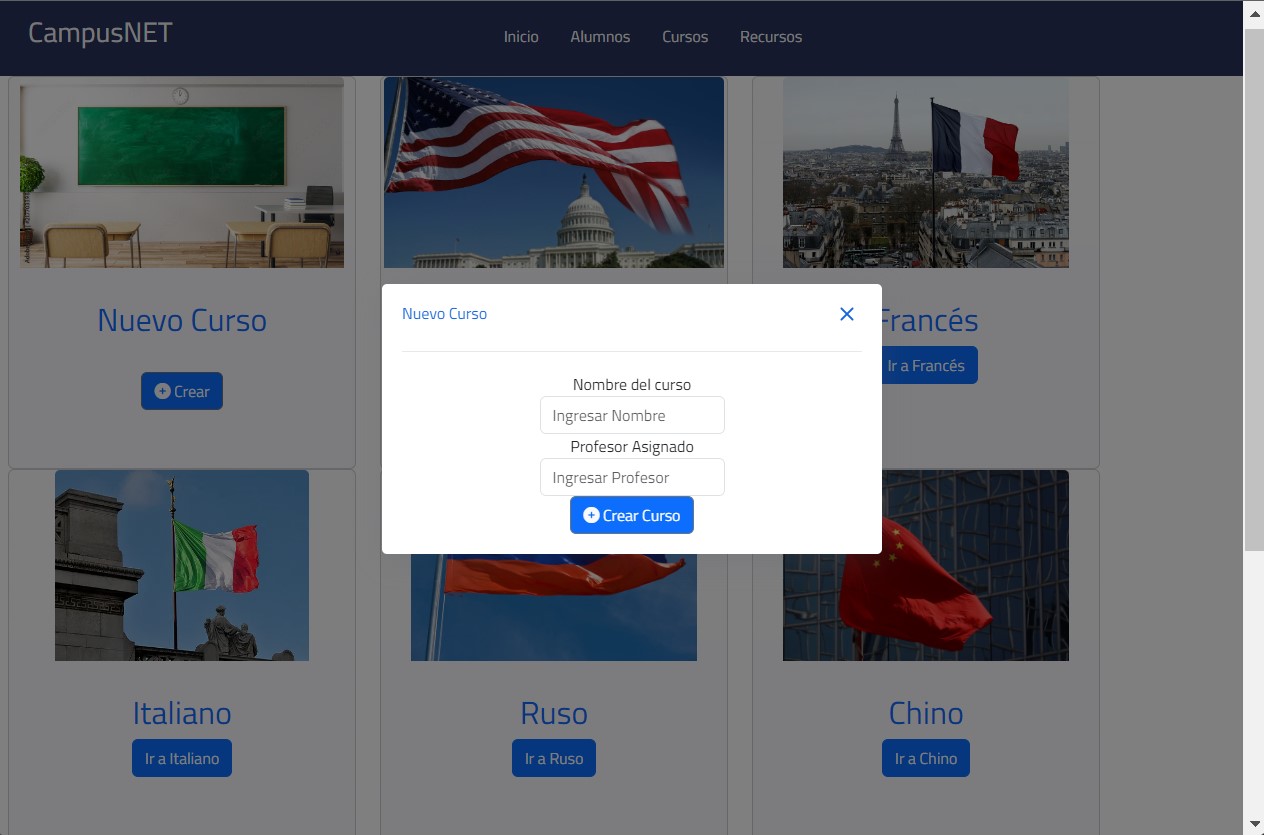 CampusNET
Inicio
Alumnos
Cursos
Recursos
Nuevo Curso
Crear
Francés
Ir a Francés
Nuevo Curso
Nombre del curso
Ingresar Nombre
Profesor Asignado
Ingresar Profesor
Crear Curso
Italiano
Ir a Italiano
Ruso
Ir a Ruso
Chino
Ir a Chino